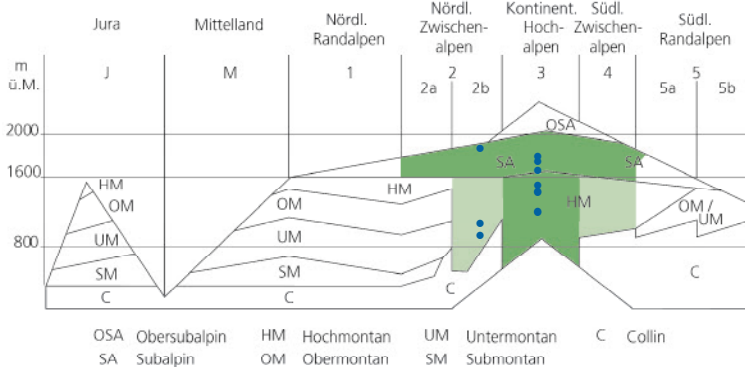 Jura Mittelland Nördl. Randalpen Nördl. Zwischen-alpen Kontinent. Hoch-alpen Südl. Zwischen-alpen Südl. Randalpen
m ü.M. J M 1 2 3 4 5
2a 2b 5a 5b
2000
OSA
SA SA
1600
HM HM HM
OM OM OM / UM
UM UM
800
SM SM C
C C C
OSA Obersubalpin HM Hochmontan UM Untermontan C Collin
SA Subalpin OM Obermontan SM Submontan